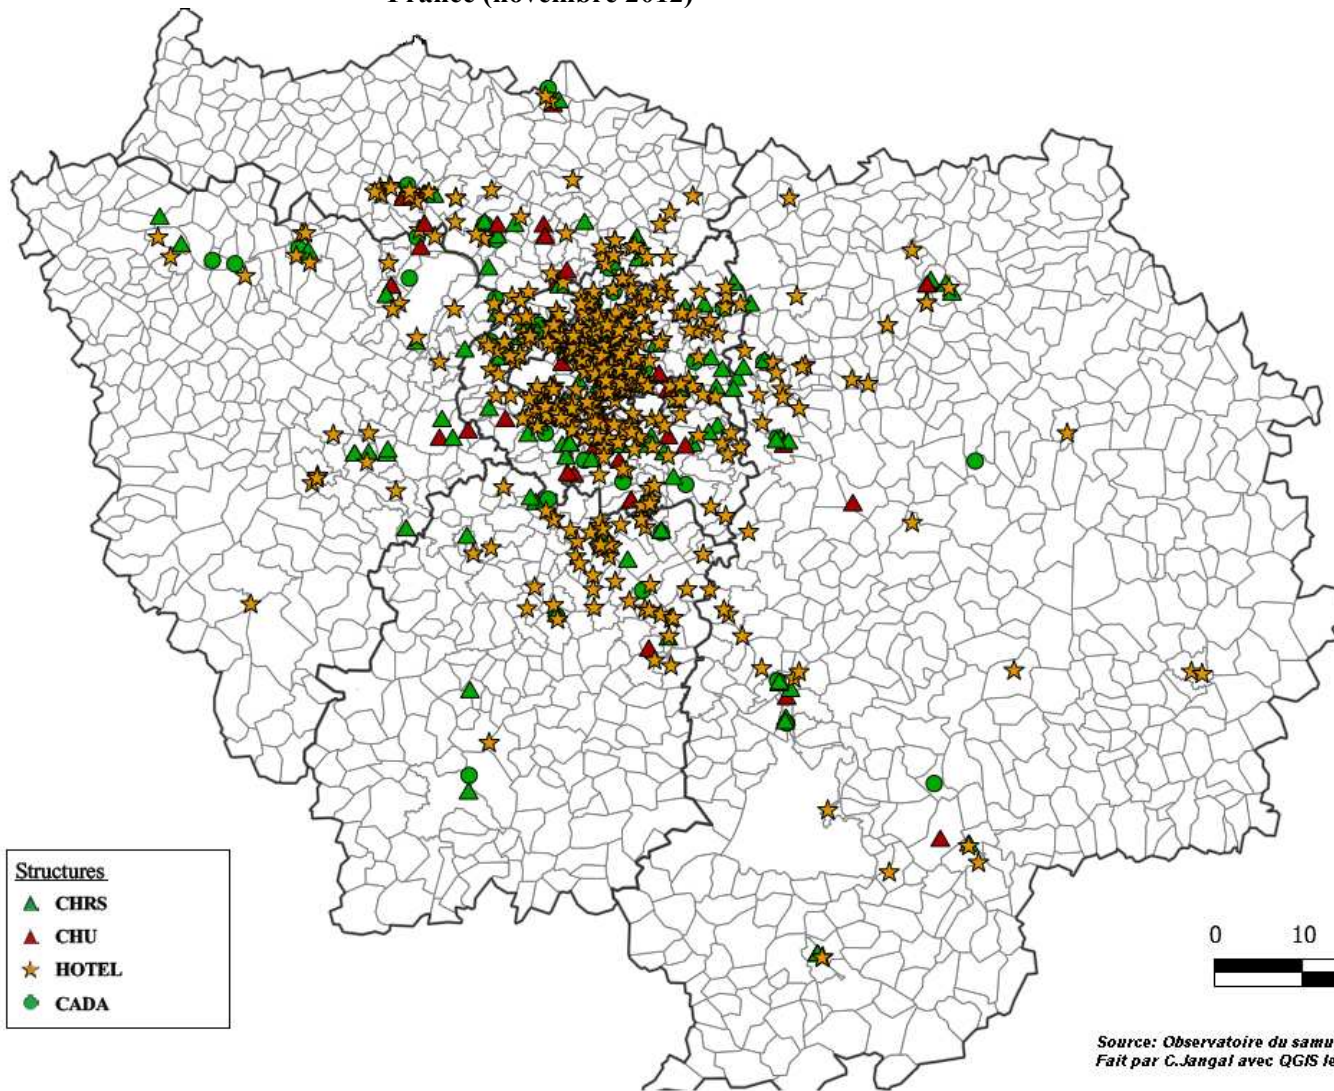 France (novembre 2012)
Structures
CHRS
CHU
HOTEL
CADA
0 10
Source: Observatoire du samu
Fait par C.Jangal avec QGIS le